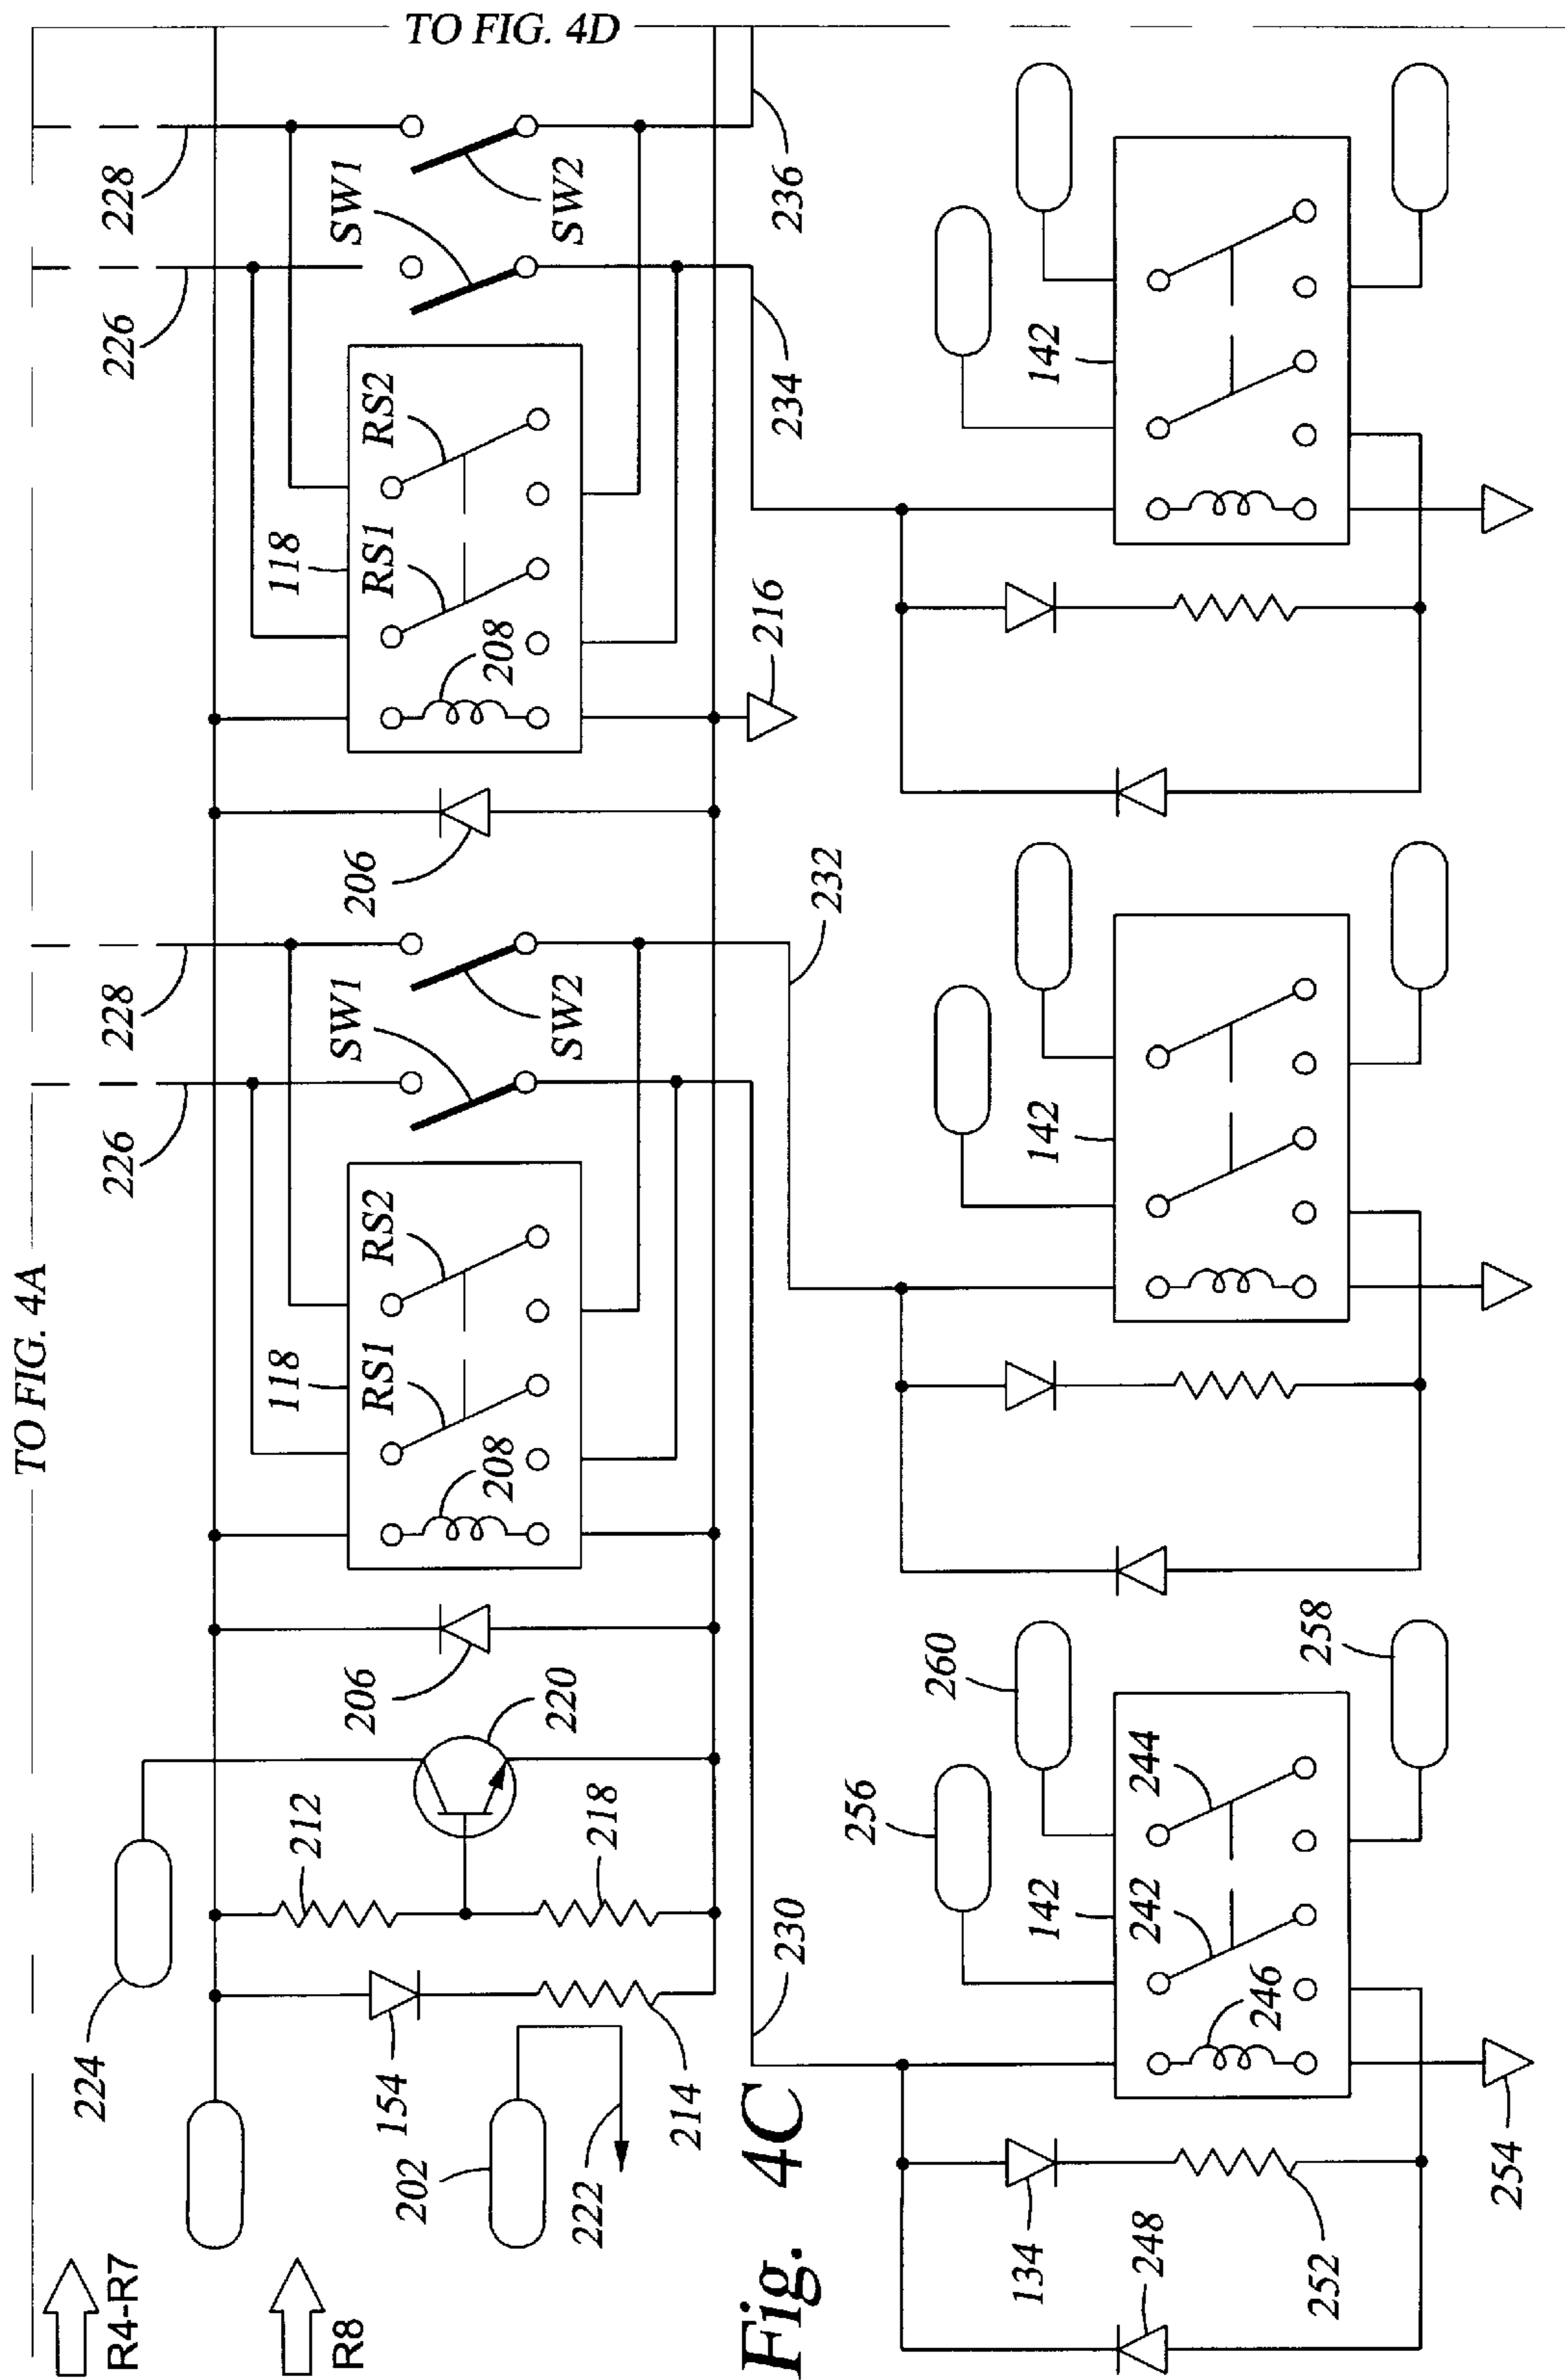 TO FIG. 4A
TO FIG. 4D
R4-R7
R8
224
226
228
226
228
202
154
212
206
118
RS1
RS2
SW1
206
118
RS1
RS2
SW1
222
214
218
220
208
SW2
208
SW2
Fig. 4C
230
232
216
234
236
256
260
134
142
242
244
142
142
248
246
252
254
258